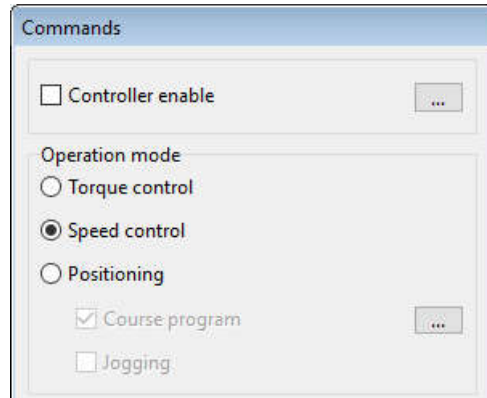 Commands
Controller enable
...
Operation mode
Torque control
Speed control
Positioning
Course program
...
Jogging